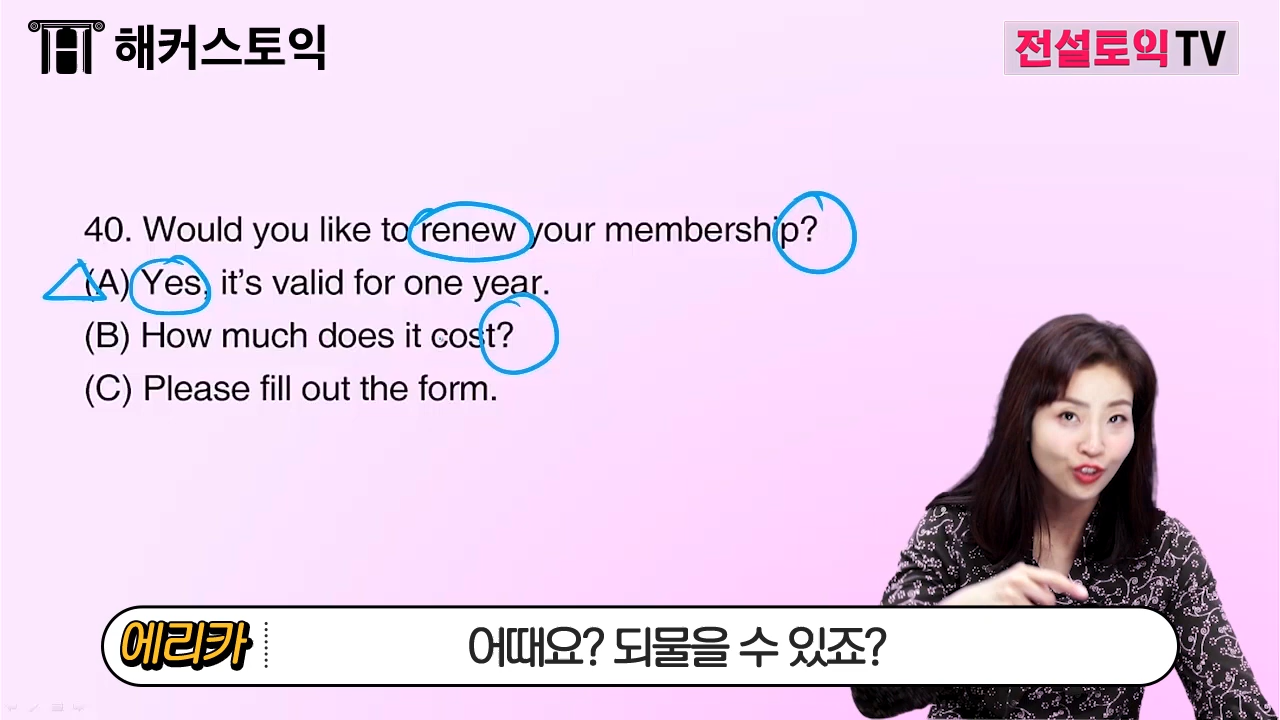 해커스토익
전설토익TV
40. Would you like to renew your membership?
(A) Yes, it's valid for one year.
(B) How much does it cost?
(C) Please fill out the form.
에리카
어때요? 되물을 수 있죠?